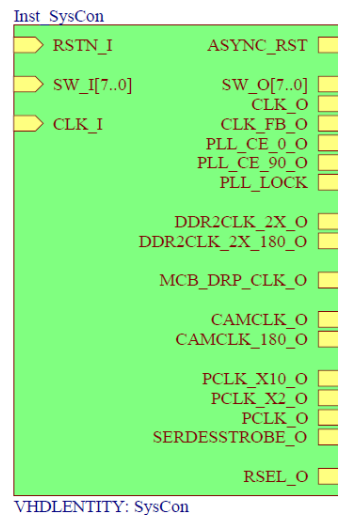 Inst_SysCon
RSTN_I ASYNC_RST
SW_I[7..0] SW_O[7..0]
CLK_O
CLK_I CLK_FB_O
PLL_CE_0_O
PLL_CE_90_O
PLL_LOCK
DDR2CLK_2X_O
DDR2CLK_2X_180_O
MCB_DRP_CLK_O
CAMCLK_O
CAMCLK_180_O
PCLK_X10_O
PCLK_X2_O
PCLK_O
SERDESSTROBE_O
RSEL_O
VHDLENTITY: SysCon